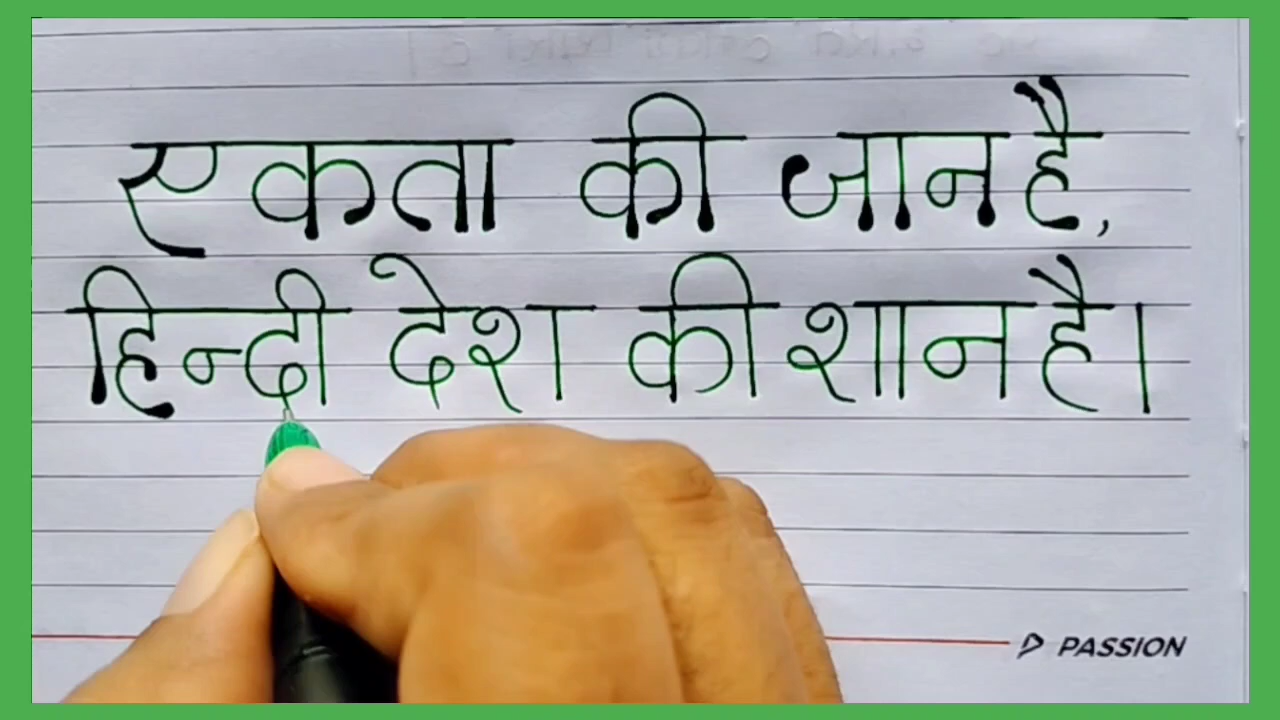 एकता की जान है,
हिन्दी देश की शान है।
PASSION